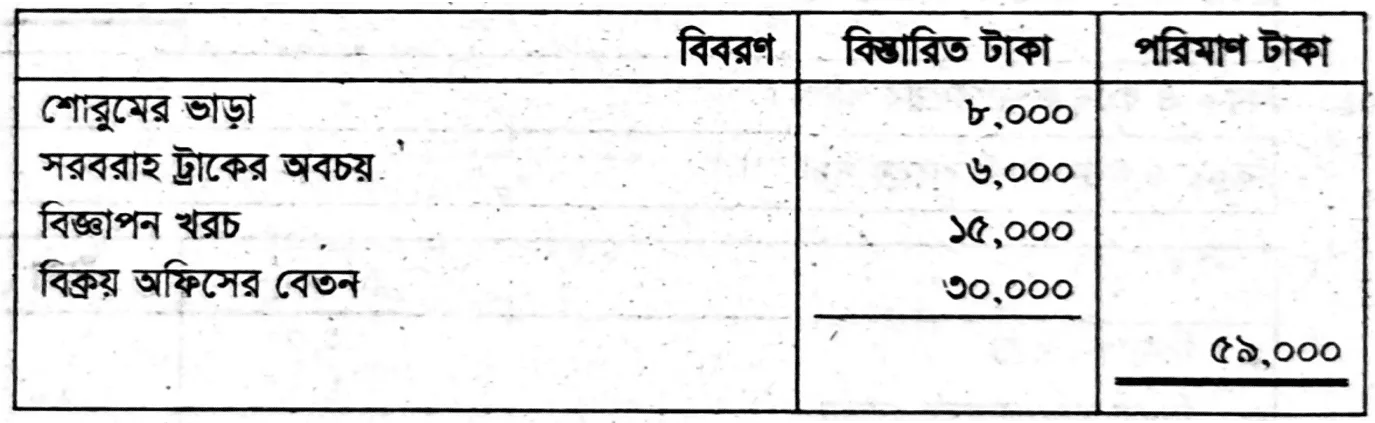 বিবরণ বিস্তারিত টাকা পরিমাণ টাকা
শোরুমের ভাড়া ৮,০০০
সরবরাহ ট্রাকের অবচয় ৬,০০০
বিজ্ঞাপন খরচ ১৫,০০০
বিক্রয় অফিসের বেতন ৩০,০০০
৫৯,০০০